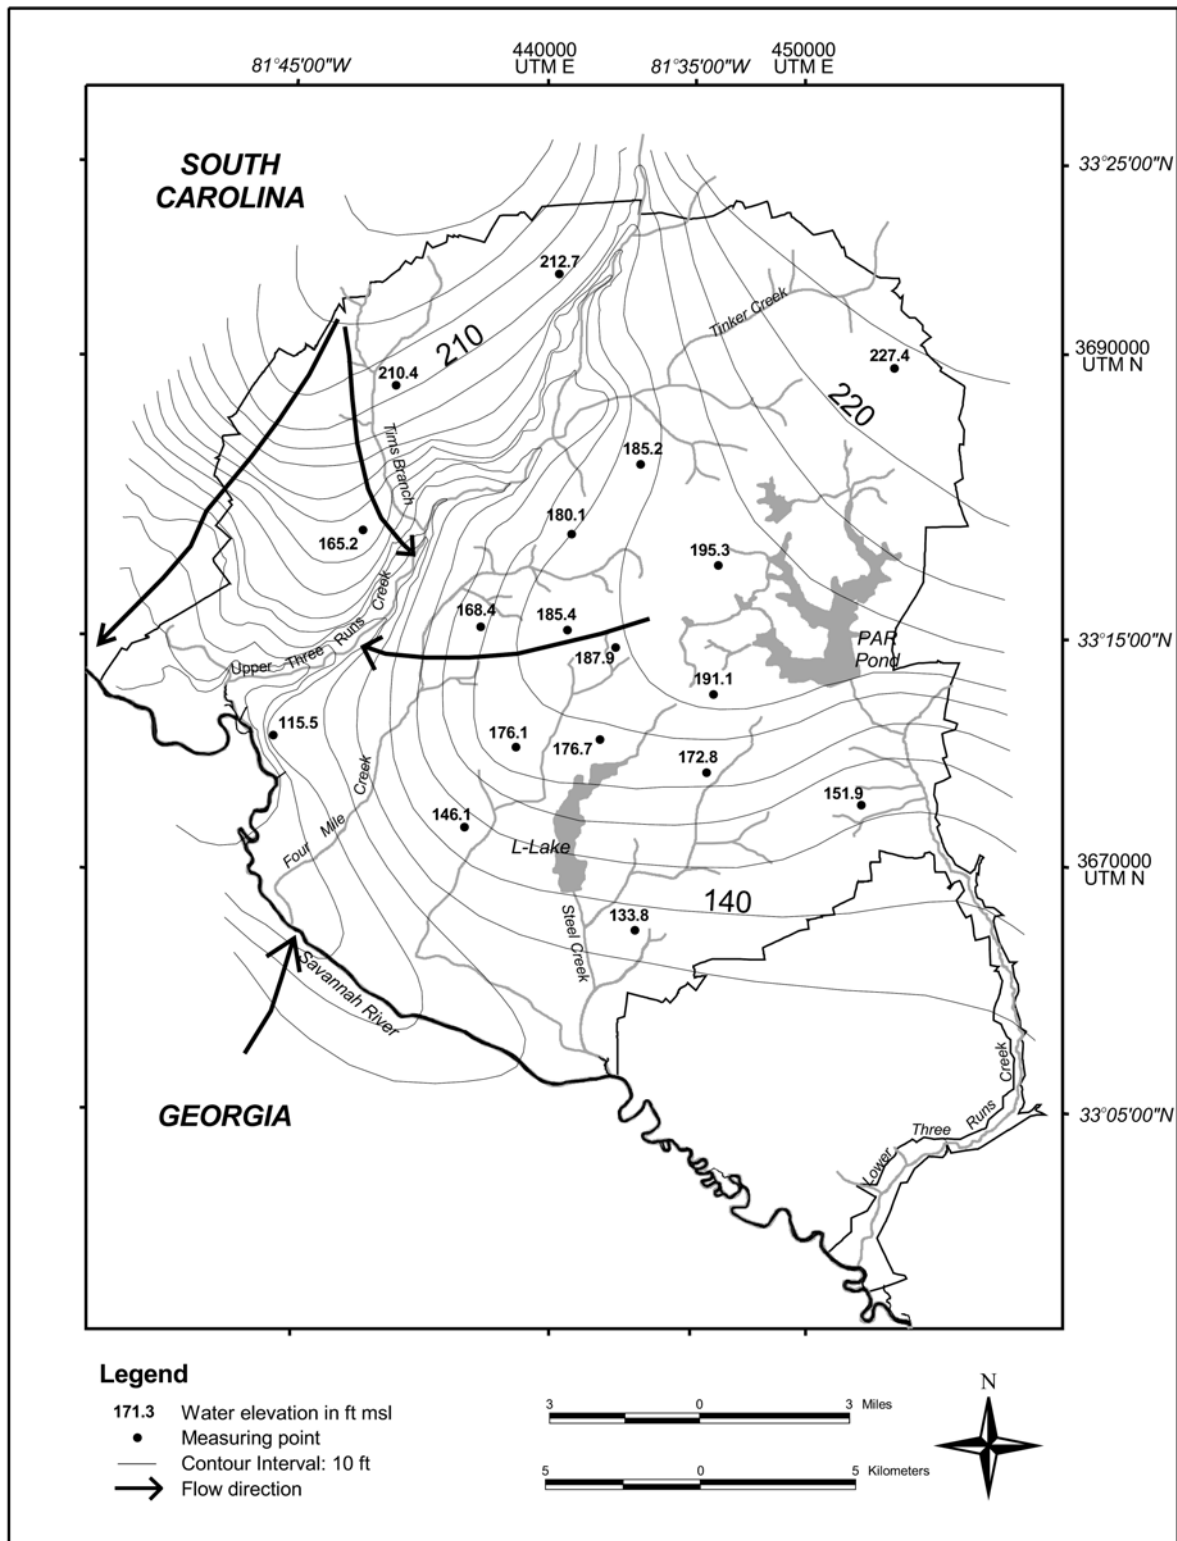 440000
UTM E
450000
UTM E
81°45'00"W
81°35'00"W
SOUTH
CAROLINA
33°25'00"N
212.7
Tinker Creek
210
3690000
UTM N
227.4
210.4
220
Tims Branch
185.2
180.1
165.2
195.3
Upper Three Runs Creek
168.4
185.4
187.9
PAR
Pond
33°15'00"N
191.1
115.5
176.1
176.7
172.8
151.9
Four Mile Creek
146.1
L-Lake
3670000
UTM N
140
133.8
Steel Creek
Savannah River
GEORGIA
33°05'00"N
Lower Three Runs Creek
Legend
171.3 Water elevation in ft msl
Measuring point
Contour Interval: 10 ft
Flow direction
3 0 3 Miles
5 0 5 Kilometers
N